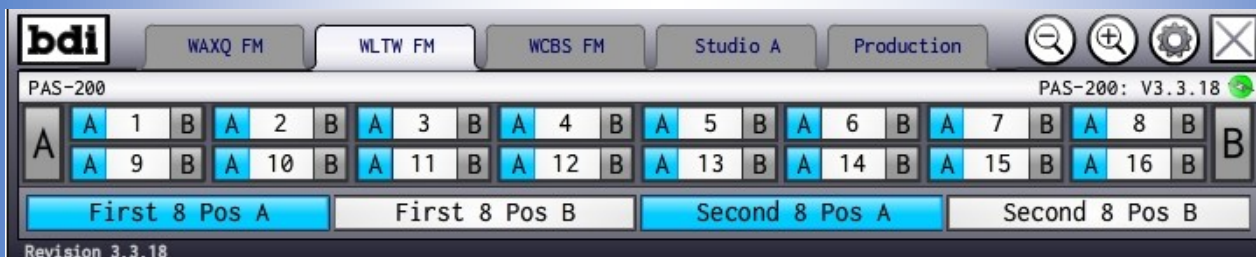 bdi WAXQ FM WLTW FM WCBS FM Studio A Production
PAS-200 PAS-200: V3.3.18
A A 1 B A 2 B A 3 B A 4 B A 5 B A 6 B A 7 B A 8 B B
A 9 B A 10 B A 11 B A 12 B A 13 B A 14 B A 15 B A 16 B
First 8 Pos A First 8 Pos B Second 8 Pos A Second 8 Pos B
Revision 3.3.18